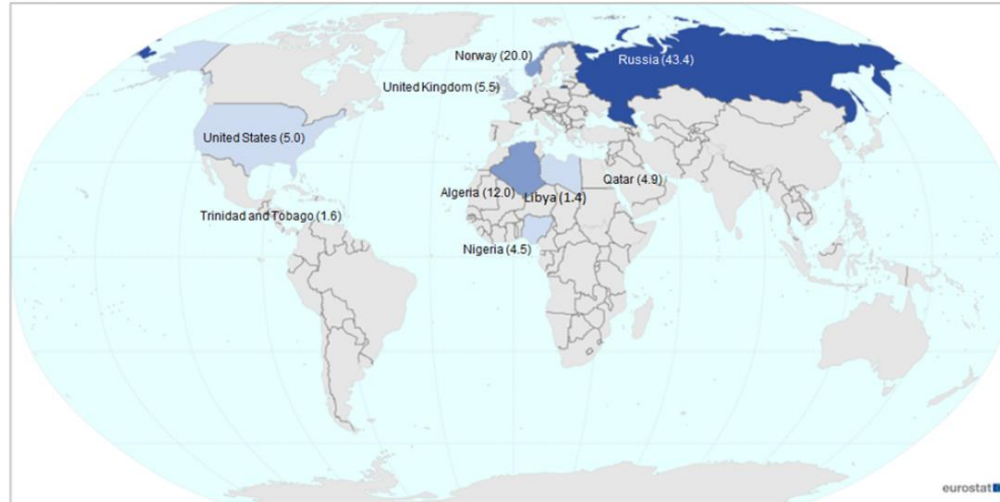 Norway (20.0)
Russia (43.4)
United Kingdom (5.5)
United States (5.0)
Algeria (12.0)
Libya (1.4)
Qatar (4.9)
Trinidad and Tobago (1.6)
Nigeria (4.5)
eurostat